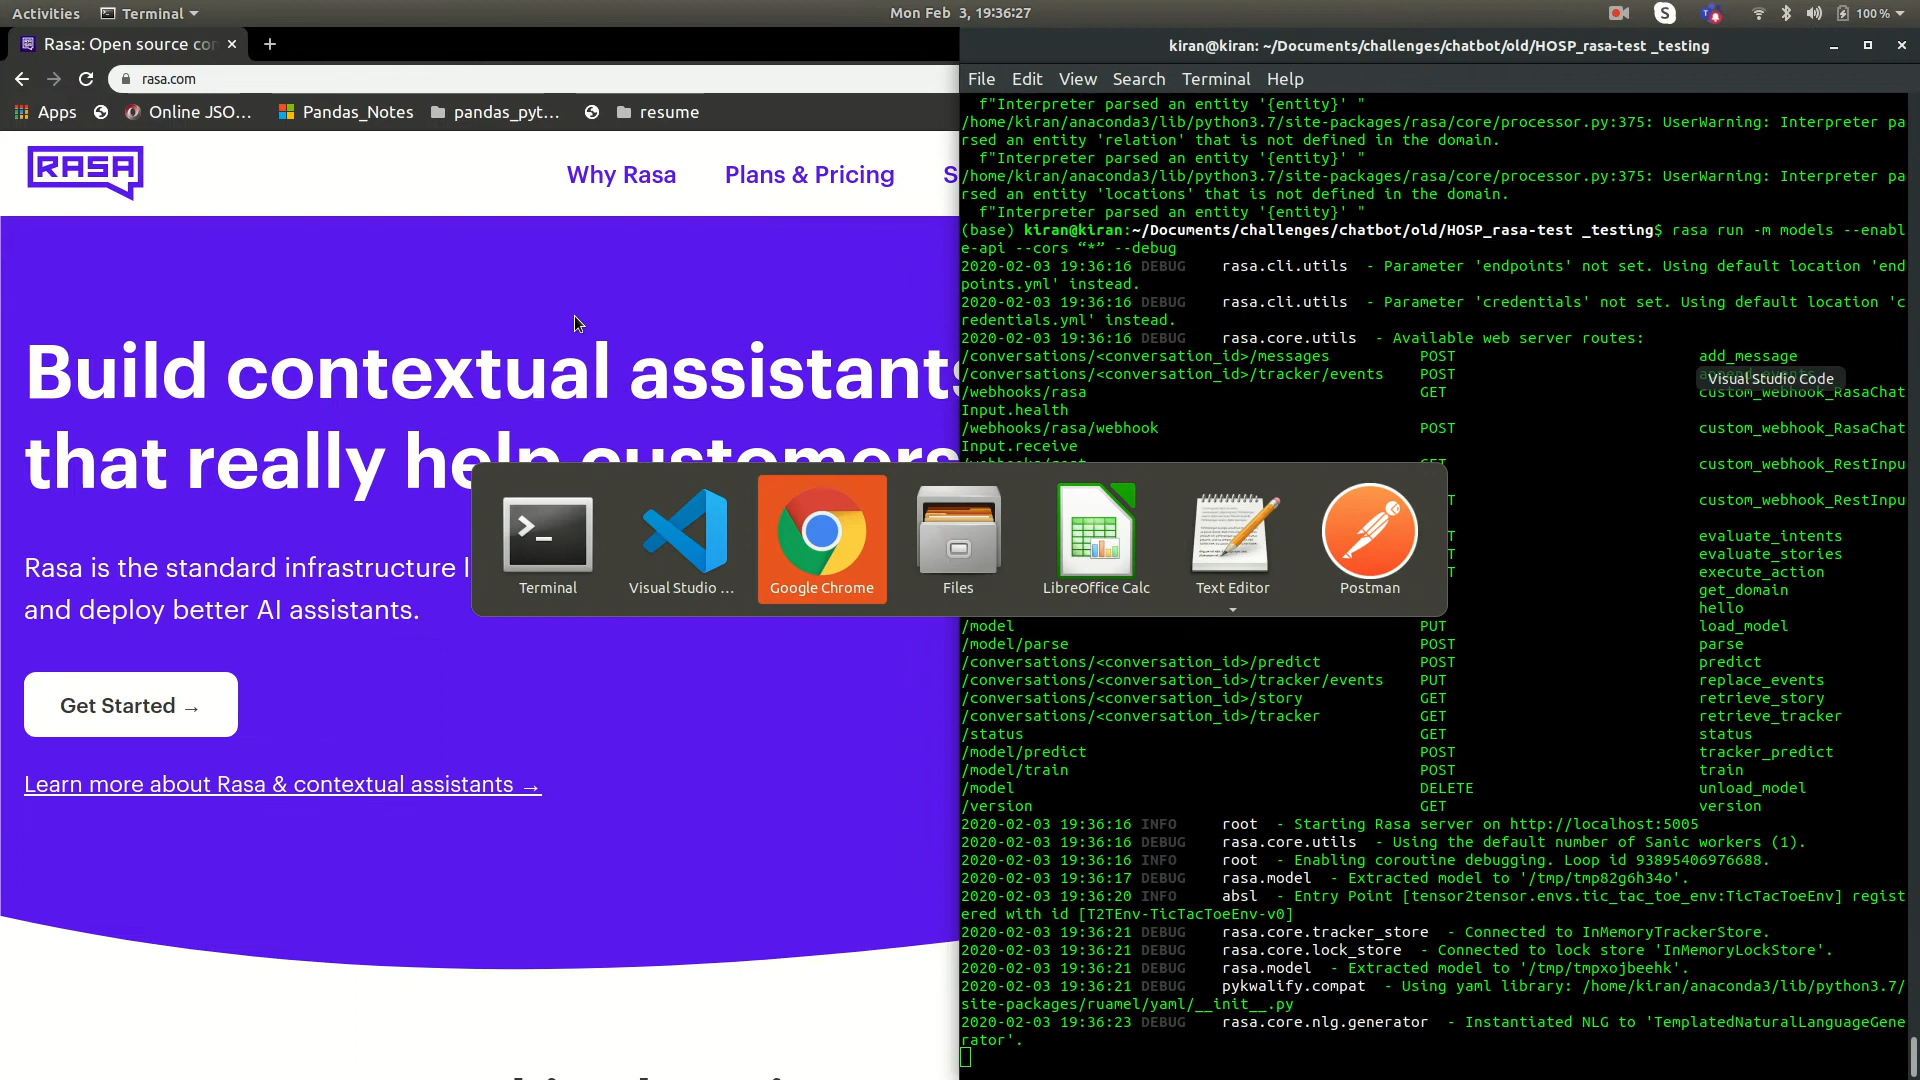 Activities
Terminal
Mon Feb 3, 19:36:27
100 %
Rasa: Open source con
rasa.com
Apps
Online JSO...
Pandas_Notes
pandas_pyt...
resume
RASA
Why Rasa
Plans & Pricing
S
Build contextual assistants
that really help customers
Rasa is the standard infrastructure l
and deploy better AI assistants.
Get Started →
Learn more about Rasa & contextual assistants →
kiran@kiran: ~/Documents/challenges/chatbot/old/HOSP_rasa-test _testing
File Edit View Search Terminal Help
f"Interpreter parsed an entity '{entity}' "
/home/kiran/anaconda3/lib/python3.7/site-packages/rasa/core/processor.py:375: UserWarning: Interpreter pa
rsed an entity 'relation' that is not defined in the domain.
f"Interpreter parsed an entity '{entity}' "
/home/kiran/anaconda3/lib/python3.7/site-packages/rasa/core/processor.py:375: UserWarning: Interpreter pa
rsed an entity 'locations' that is not defined in the domain.
f"Interpreter parsed an entity '{entity}' "
(base) kiran@kiran:~/Documents/challenges/chatbot/old/HOSP_rasa-test _testing$ rasa run -m models --enabl
e-api --cors “*” --debug
2020-02-03 19:36:16 DEBUG rasa.cli.utils - Parameter 'endpoints' not set. Using default location 'end
points.yml' instead.
2020-02-03 19:36:16 DEBUG rasa.cli.utils - Parameter 'credentials' not set. Using default location 'c
redentials.yml' instead.
2020-02-03 19:36:16 DEBUG rasa.core.utils - Available web server routes:
/conversations/<conversation_id>/messages POST add_message
/conversations/<conversation_id>/tracker/events POST
Visual Studio Code
/webhooks/rasa GET custom_webhook_RasaChat
Input.health
/webhooks/rasa/webhook POST custom_webhook_RasaChat
Input.receive
custom_webhook_RestInpu
custom_webhook_RestInpu
evaluate_intents
evaluate_stories
execute_action
get_domain
hello
Terminal
Visual Studio ...
Google Chrome
Files
LibreOffice Calc
Text Editor
Postman
/model PUT load_model
/model/parse POST parse
/conversations/<conversation_id>/predict POST predict
/conversations/<conversation_id>/tracker/events PUT replace_events
/conversations/<conversation_id>/story GET retrieve_story
/conversations/<conversation_id>/tracker GET retrieve_tracker
/status GET status
/model/predict POST tracker_predict
/model/train POST train
/model DELETE unload_model
/version GET version
2020-02-03 19:36:16 INFO root - Starting Rasa server on http://localhost:5005
2020-02-03 19:36:16 DEBUG rasa.core.utils - Using the default number of Sanic workers (1).
2020-02-03 19:36:16 INFO root - Enabling coroutine debugging. Loop id 93895406976688.
2020-02-03 19:36:17 DEBUG rasa.model - Extracted model to '/tmp/tmp82g6h34o'.
2020-02-03 19:36:20 INFO absl - Entry Point [tensor2tensor.envs.tic_tac_toe_env:TicTacToeEnv] regist
ered with id [T2TEnv-TicTacToeEnv-v0]
2020-02-03 19:36:21 DEBUG rasa.core.tracker_store - Connected to InMemoryTrackerStore.
2020-02-03 19:36:21 DEBUG rasa.core.lock_store - Connected to lock store 'InMemoryLockStore'.
2020-02-03 19:36:21 DEBUG rasa.model - Extracted model to '/tmp/tmpxojbeehk'.
2020-02-03 19:36:21 DEBUG pykwalify.compat - Using yaml library: /home/kiran/anaconda3/lib/python3.7/
site-packages/ruamel/yaml/__init__.py
2020-02-03 19:36:23 DEBUG rasa.core.nlg.generator - Instantiated NLG to 'TemplatedNaturalLanguageGene
rator'.